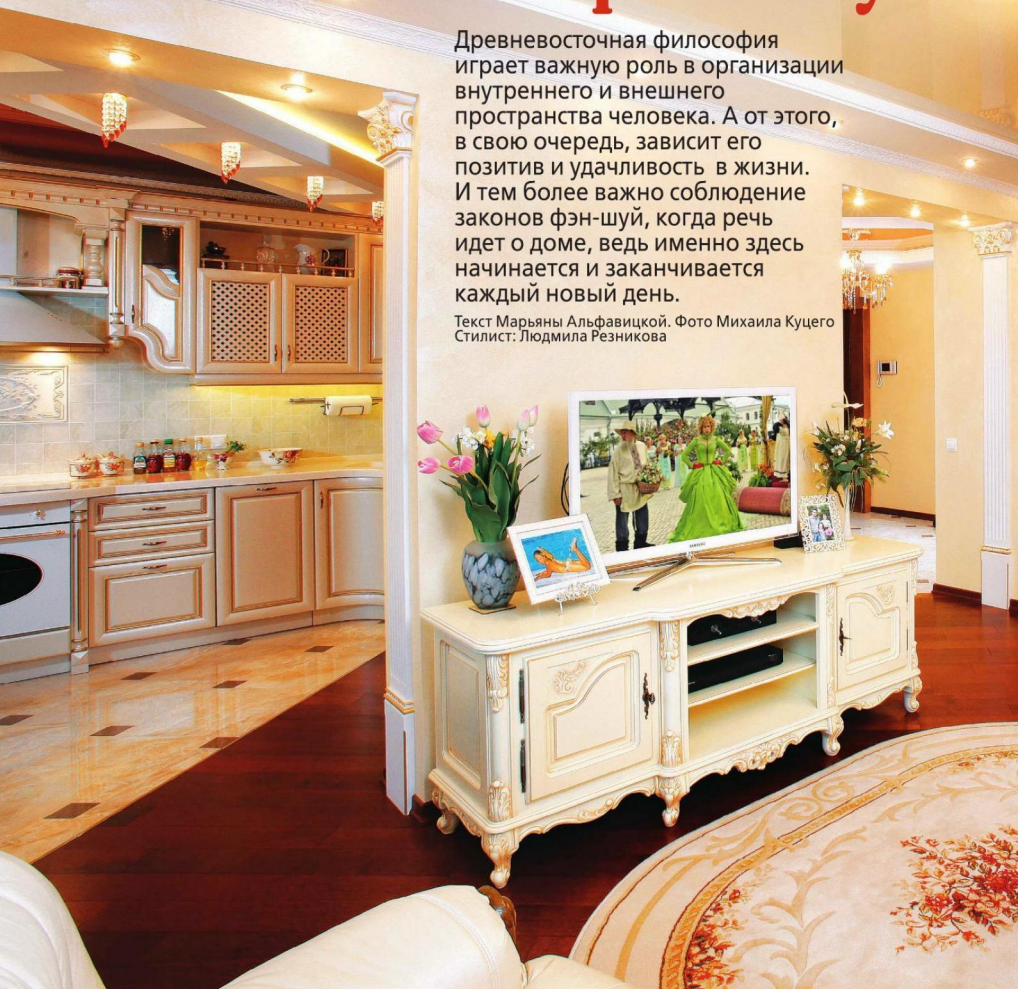 Древневосточная философия
играет важную роль в организации
внутреннего и внешнего
пространства человека. А от этого,
в свою очередь, зависит его
позитив и удачливость в жизни.
И тем более важно соблюдение
законов фэн-шуй, когда речь
идет о доме, ведь именно здесь
начинается и заканчивается
каждый новый день.
Текст Марьяны Альфавицкой. Фото Михаила Куцего
Стилист: Людмила Резникова
SAMSUNG